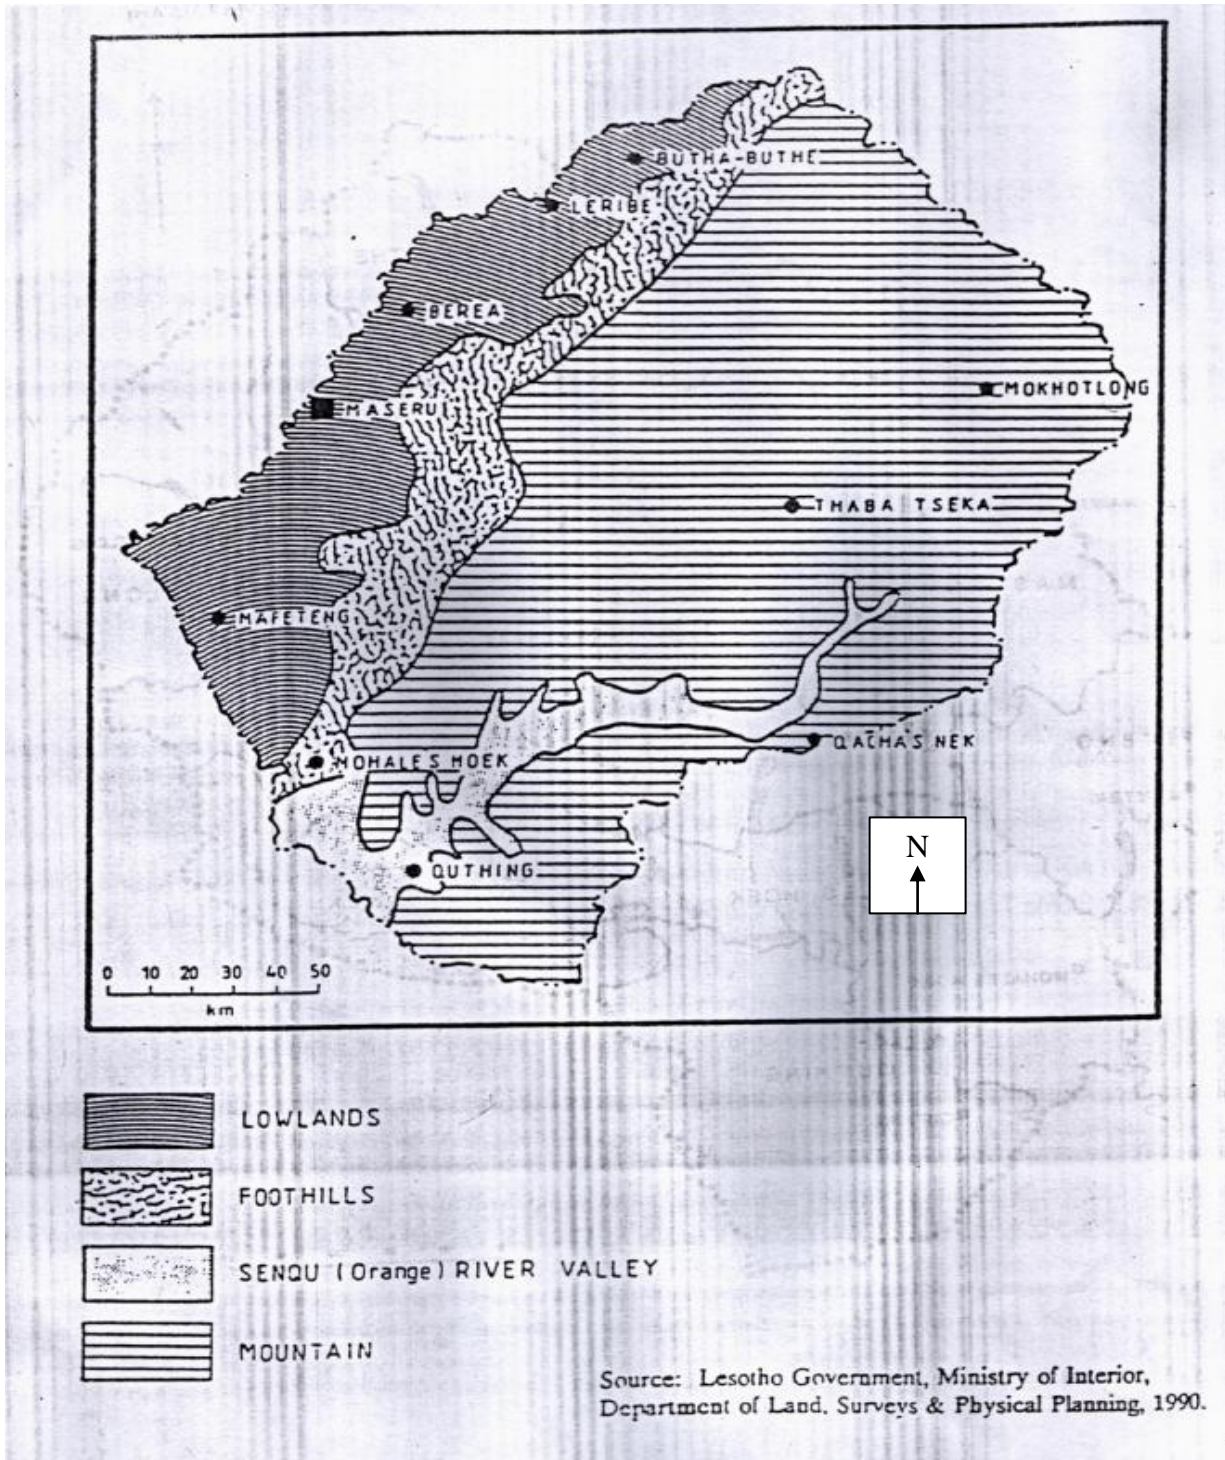 BUTHA-BUTHE
LERIBE
BEREA
MOKHOTLONG
MASERU
THABA TSEKA
MAFETENG
QACHA'S NEK
MOHALE'S HOEK
N
QUTHING
0 10 20 30 40 50
km
LOWLANDS
FOOTHILLS
SENQU (Orange) RIVER VALLEY
MOUNTAIN
Source: Lesotho Government, Ministry of Interior,
Department of Land, Surveys & Physical Planning, 1990.